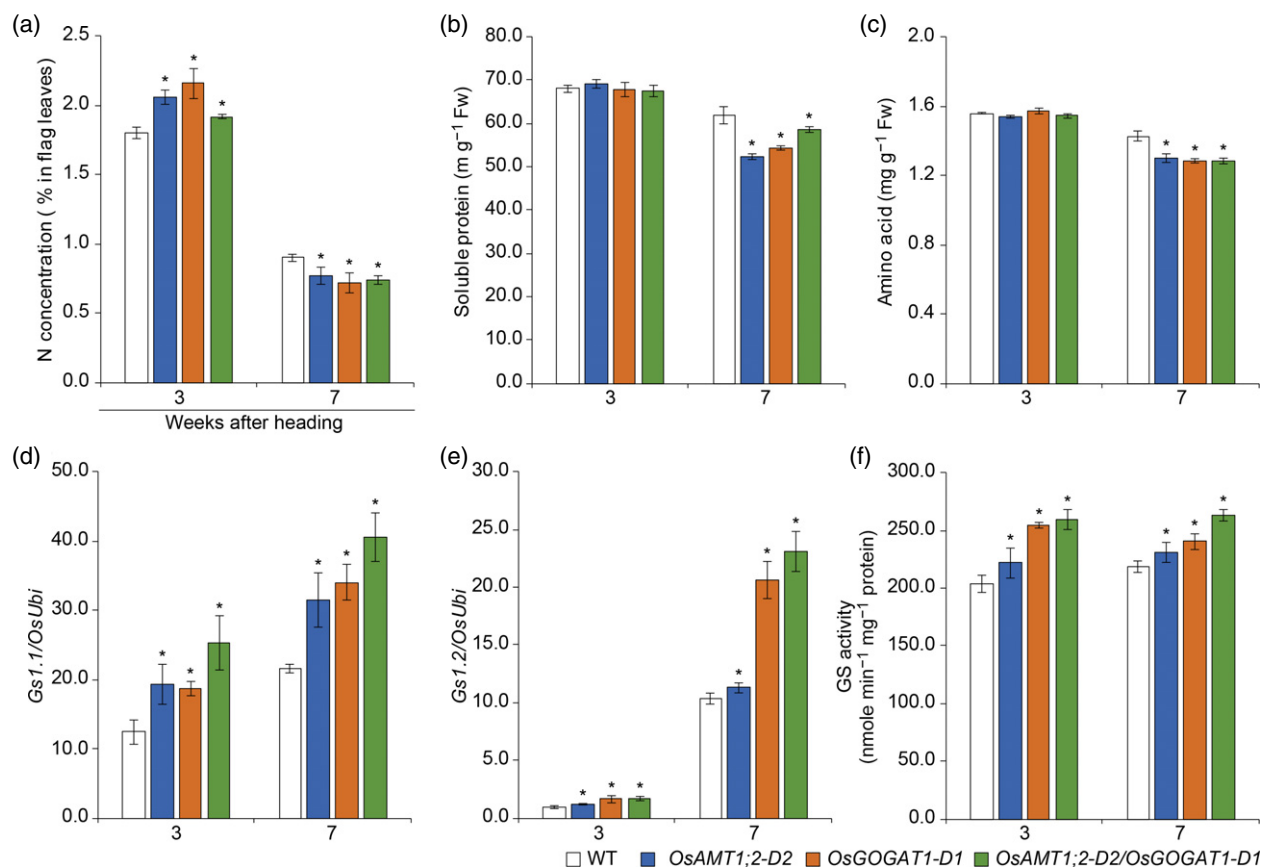 (a)
N concentration ( % in flag leaves)
2.5
2.0
1.5
1.0
0.5
0.0
* * * * * *
3 7
Weeks after heading
(b)
Soluble protein (m g−1 Fw)
80.0
70.0
60.0
50.0
40.0
30.0
20.0
10.0
0.0
* * *
3 7
(c)
Amino acid (mg g−1 Fw)
2.0
1.6
1.2
0.8
0.4
0.0
* * *
3 7
(d)
Gs1.1/OsUbi
50.0
40.0
30.0
20.0
10.0
0.0
* * * * * *
3 7
(e)
Gs1.2/OsUbi
30.0
25.0
20.0
15.0
10.0
5.0
0.0
* * * * * *
3 7
(f)
GS activity
(nmole min−1 mg−1 protein)
300.0
250.0
200.0
150.0
100.0
50.0
0.0
* * * * * *
3 7
WT OsAMT1;2-D2 OsGOGAT1-D1 OsAMT1;2-D2/OsGOGAT1-D1